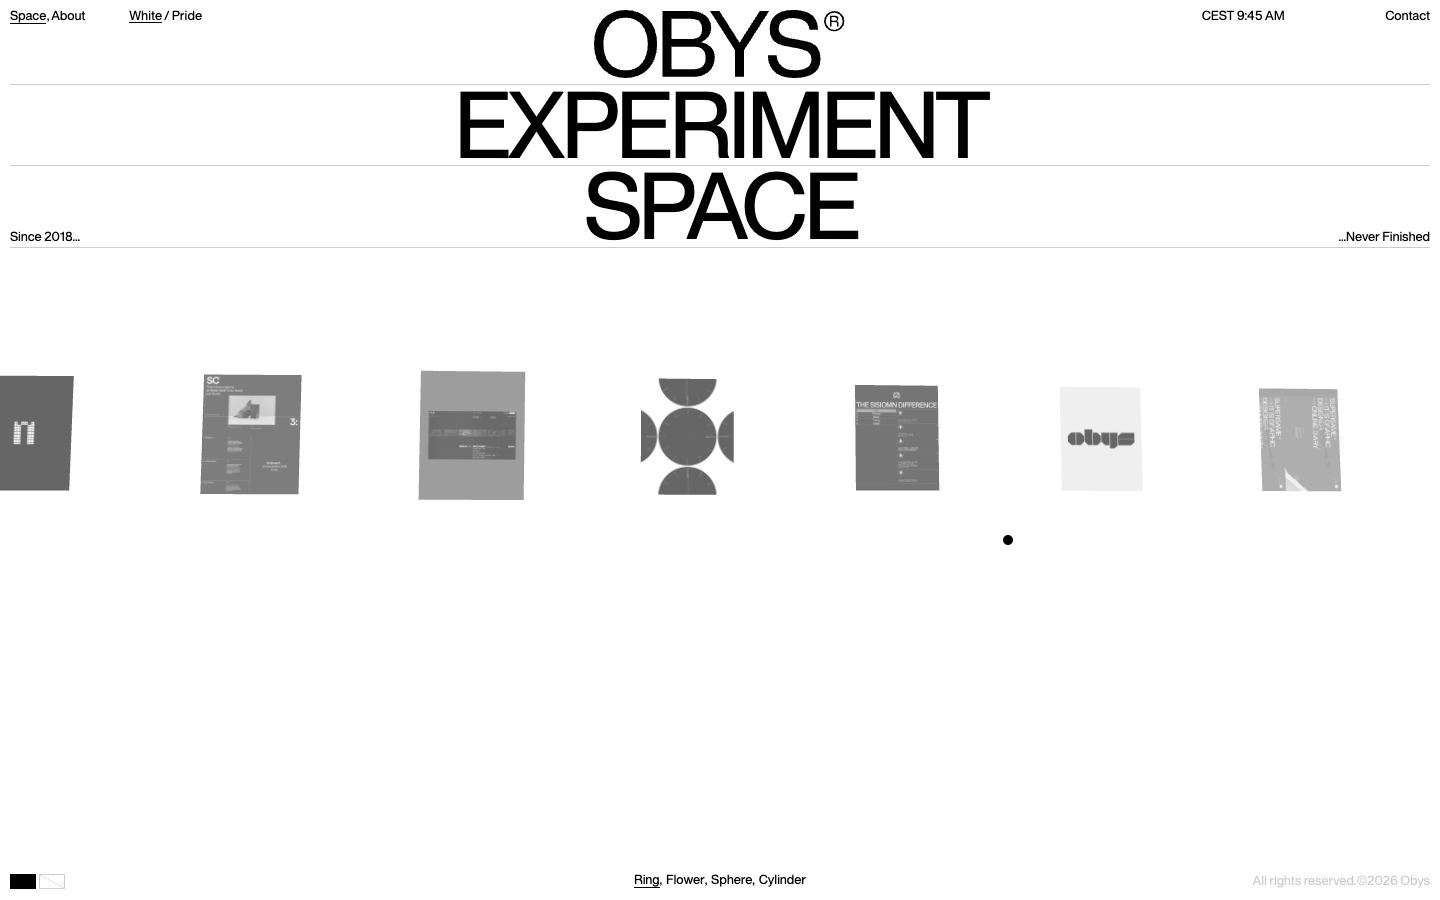 Space, About
White / Pride
OBYS®
CEST 9:45 AM
Contact
EXPERIMENT
SPACE
Since 2018...
...Never Finished
SC
3:
(2)
THE SISIOMN DIFFERENCE
obys
Ring, Flower, Sphere, Cylinder
All rights reserved.©2026 Obys